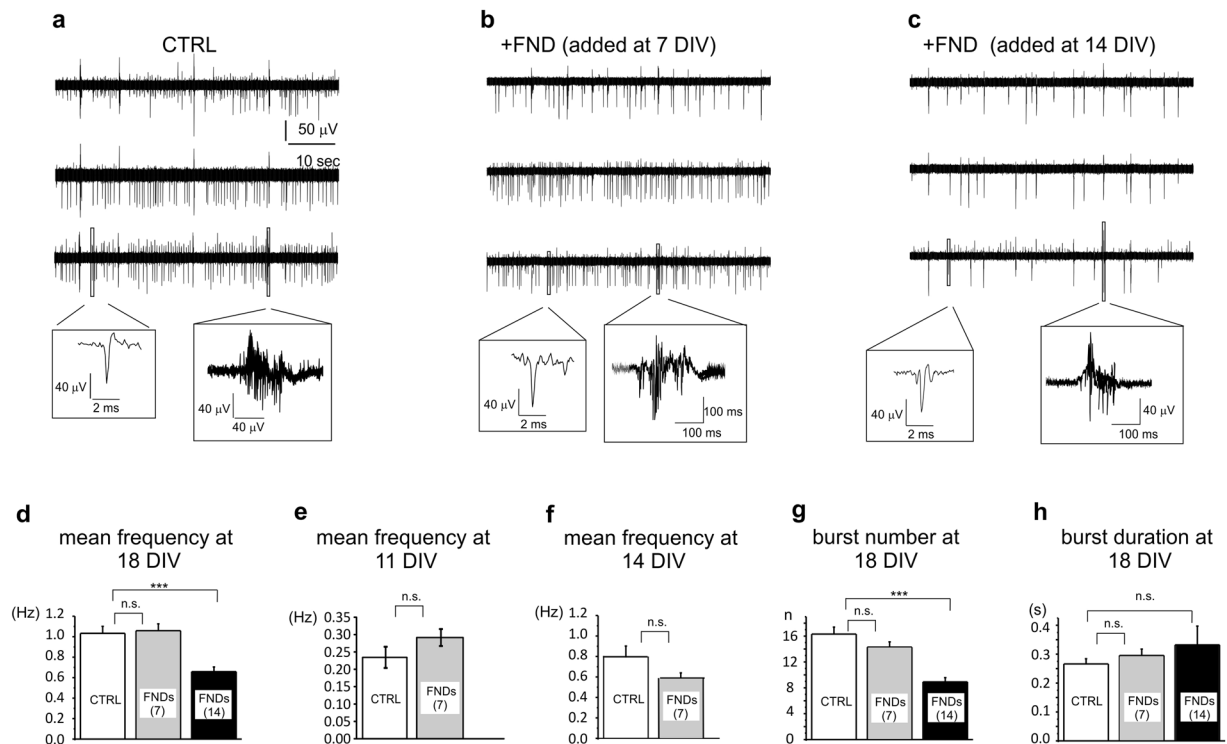 a
CTRL
50 μV
10 sec
40 μV
2 ms
40 μV
40 μV
b
+FND (added at 7 DIV)
40 μV
2 ms
100 ms
100 ms
c
+FND (added at 14 DIV)
40 μV
2 ms
40 μV
100 ms
d
mean frequency at
18 DIV
***
n.s.
(Hz)
1.2
1.0
0.8
0.6
0.4
0.2
0.0
CTRL
FNDs
(7)
FNDs
(14)
e
mean frequency at
11 DIV
n.s.
(Hz)
0.35
0.30
0.25
0.20
0.15
0.10
0.05
0.00
CTRL
FNDs
(7)
f
mean frequency at
14 DIV
n.s.
(Hz)
1.2
1.0
0.8
0.6
0.4
0.2
0.0
CTRL
FNDs
(7)
g
burst number at
18 DIV
***
n.s.
n
16
12
8
4
n
CTRL
FNDs
(7)
FNDs
(14)
h
burst duration at
18 DIV
n.s.
n.s.
(s)
0.4
0.3
0.2
0.1
0.0
CTRL
FNDs
(7)
FNDs
(14)